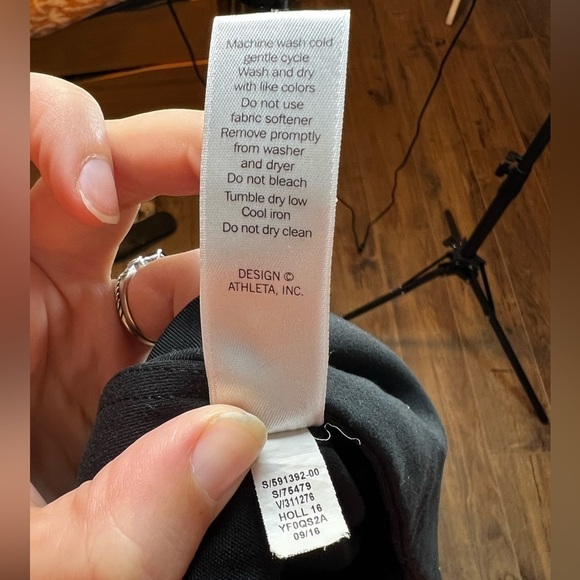 Machine wash cold
gentle cycle
Wash and dry
with like colors
Do not use
fabric softener
Remove promptly
from washer
and dryer
Do not bleach
Tumble dry low
Cool iron
Do not dry clean
DESIGN ©
ATHLETA, INC.
S/591392-00
S/75479
V/311276
HOLL 16
YF0QS2A
09/16